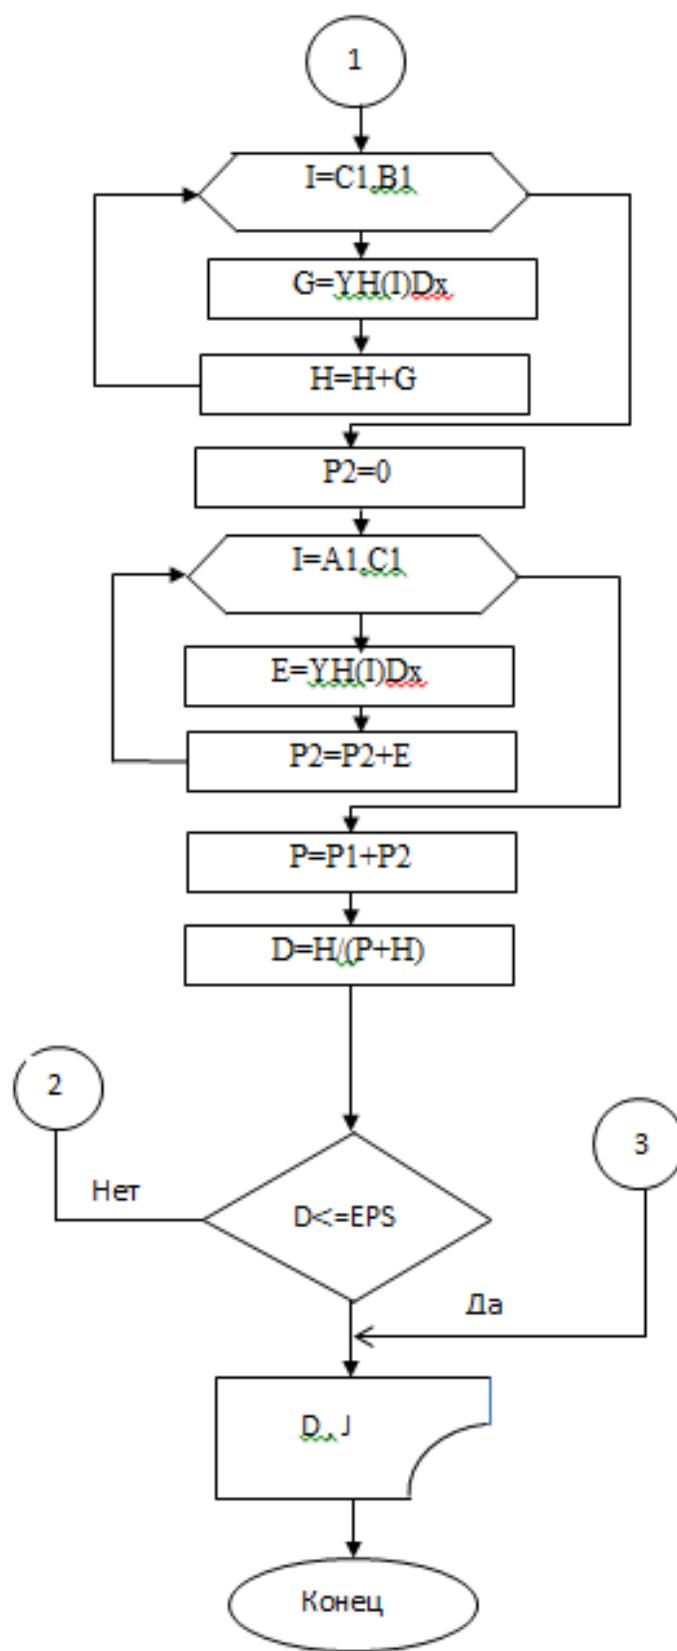 1
I=C1,B1
G=YH(I)Dx
H=H+G
P2=0
I=A1,C1
E=YH(I)Dx
P2=P2+E
P=P1+P2
D=H/(P+H)
2
3
Нет
D<=EPS
Да
D , J
Конец